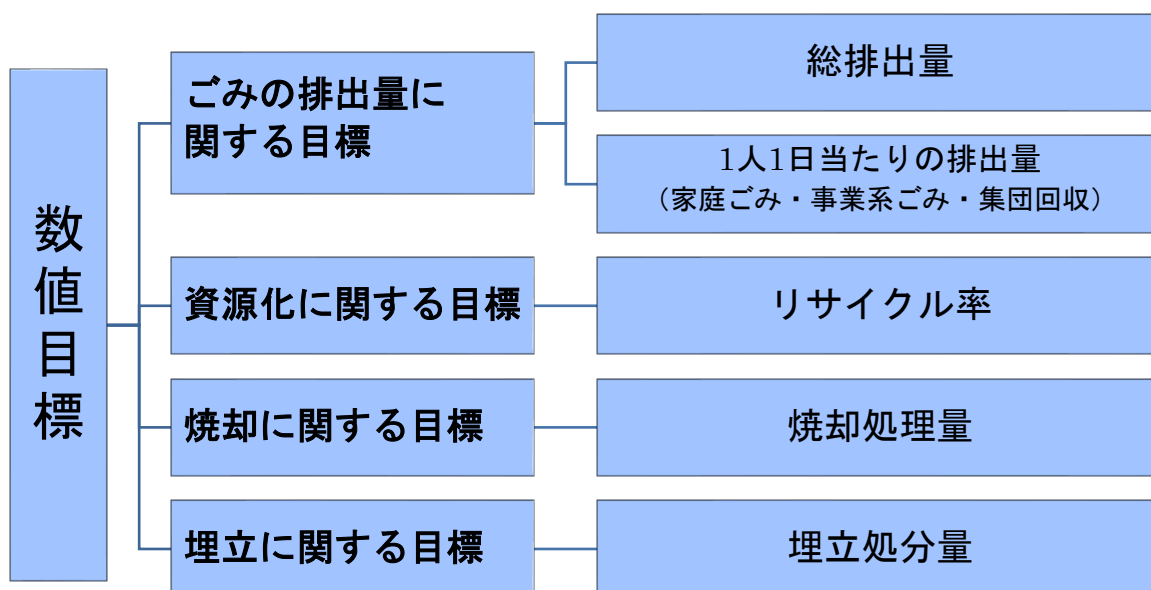 数値目標
ごみの排出量に
関する目標
総排出量
1人1日当たりの排出量
（家庭ごみ・事業系ごみ・集団回収）
資源化に関する目標
リサイクル率
焼却に関する目標
焼却処理量
埋立に関する目標
埋立処分量